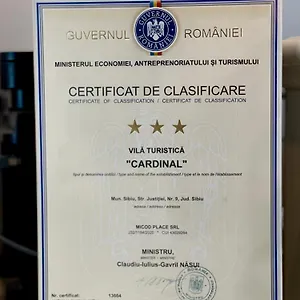 GUVERNUL ROMÂNIEI
MINISTERUL ECONOMIEI, ANTREPRENORIATULUI ȘI TURISMULUI
CERTIFICAT DE CLASIFICARE
CERTIFICATE OF CLASSIFICATION / CERTIFICAT DE CLASSIFICATION
VILĂ TURISTICĂ
"CARDINAL"
Mun. Sibiu, Str. Justiției, Nr. 9, Jud. Sibiu
MICOD PLACE SRL
MINISTRU,
Claudiu-Iulius-Gavril NĂSUI
Nr. certificat: